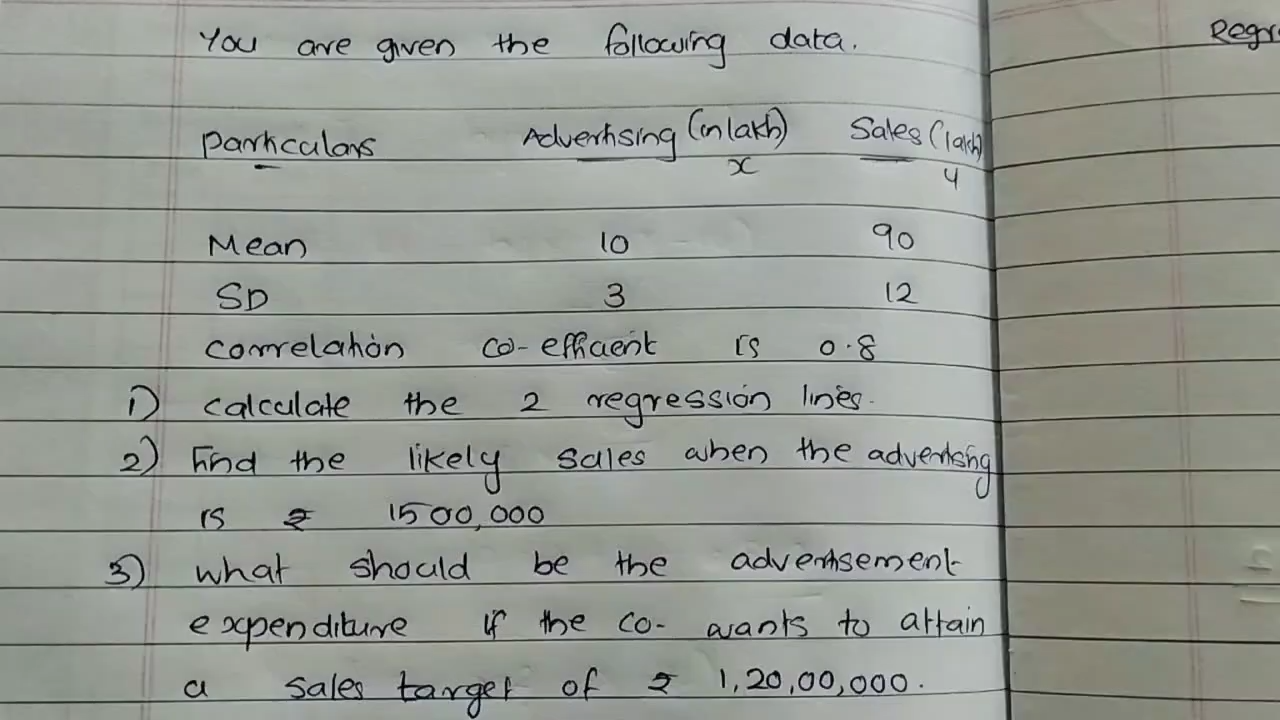 You are given the following data.
Regr
Particulars Advertising (in lakh) Sales (lakh)
x y
Mean 10 90
SD 3 12
Correlation co-efficient is 0.8
1) calculate the 2 regression lines.
2) Find the likely sales when the advertising
is ₹ 1500,000
3) what should be the advertisement
expenditure if the co- wants to attain
a sales target of ₹ 1,20,00,000.